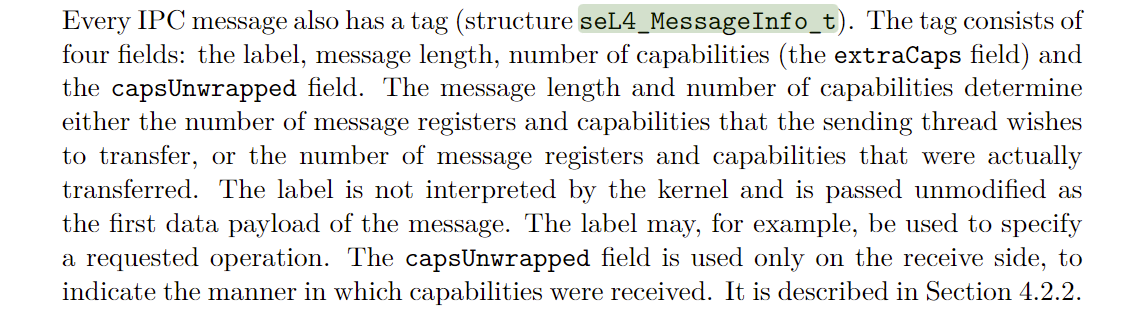 Every IPC message also has a tag (structure seL4_MessageInfo_t). The tag consists of
four fields: the label, message length, number of capabilities (the extraCaps field) and
the capsUnwrapped field. The message length and number of capabilities determine
either the number of message registers and capabilities that the sending thread wishes
to transfer, or the number of message registers and capabilities that were actually
transferred. The label is not interpreted by the kernel and is passed unmodified as
the first data payload of the message. The label may, for example, be used to specify
a requested operation. The capsUnwrapped field is used only on the receive side, to
indicate the manner in which capabilities were received. It is described in Section 4.2.2.